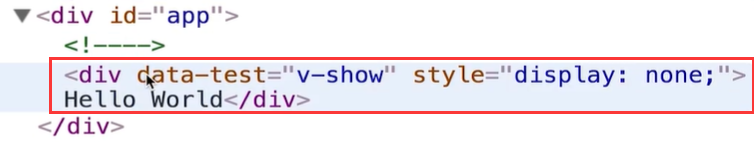 ▼<div id="app">
<!---->
<div data-test="v-show" style="display: none;">
Hello World</div>
</div>